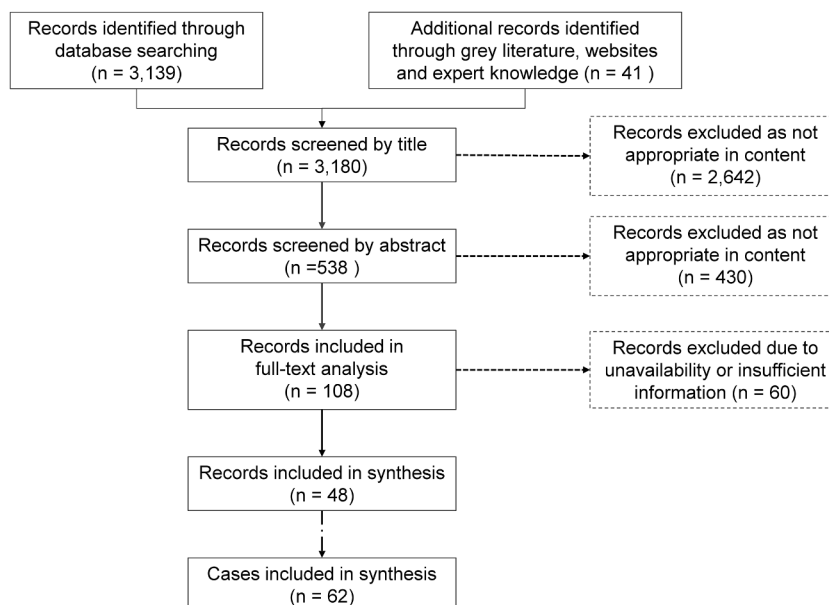 Records identified through
database searching
(n = 3,139)
Additional records identified
through grey literature, websites
and expert knowledge (n = 41 )
Records screened by title
(n = 3,180)
Records excluded as not
appropriate in content
(n = 2,642)
Records screened by abstract
(n =538 )
Records excluded as not
appropriate in content
(n = 430)
Records included in
full-text analysis
(n = 108)
Records excluded due to
unavailability or insufficient
information (n = 60)
Records included in synthesis
(n = 48)
Cases included in synthesis
(n = 62)